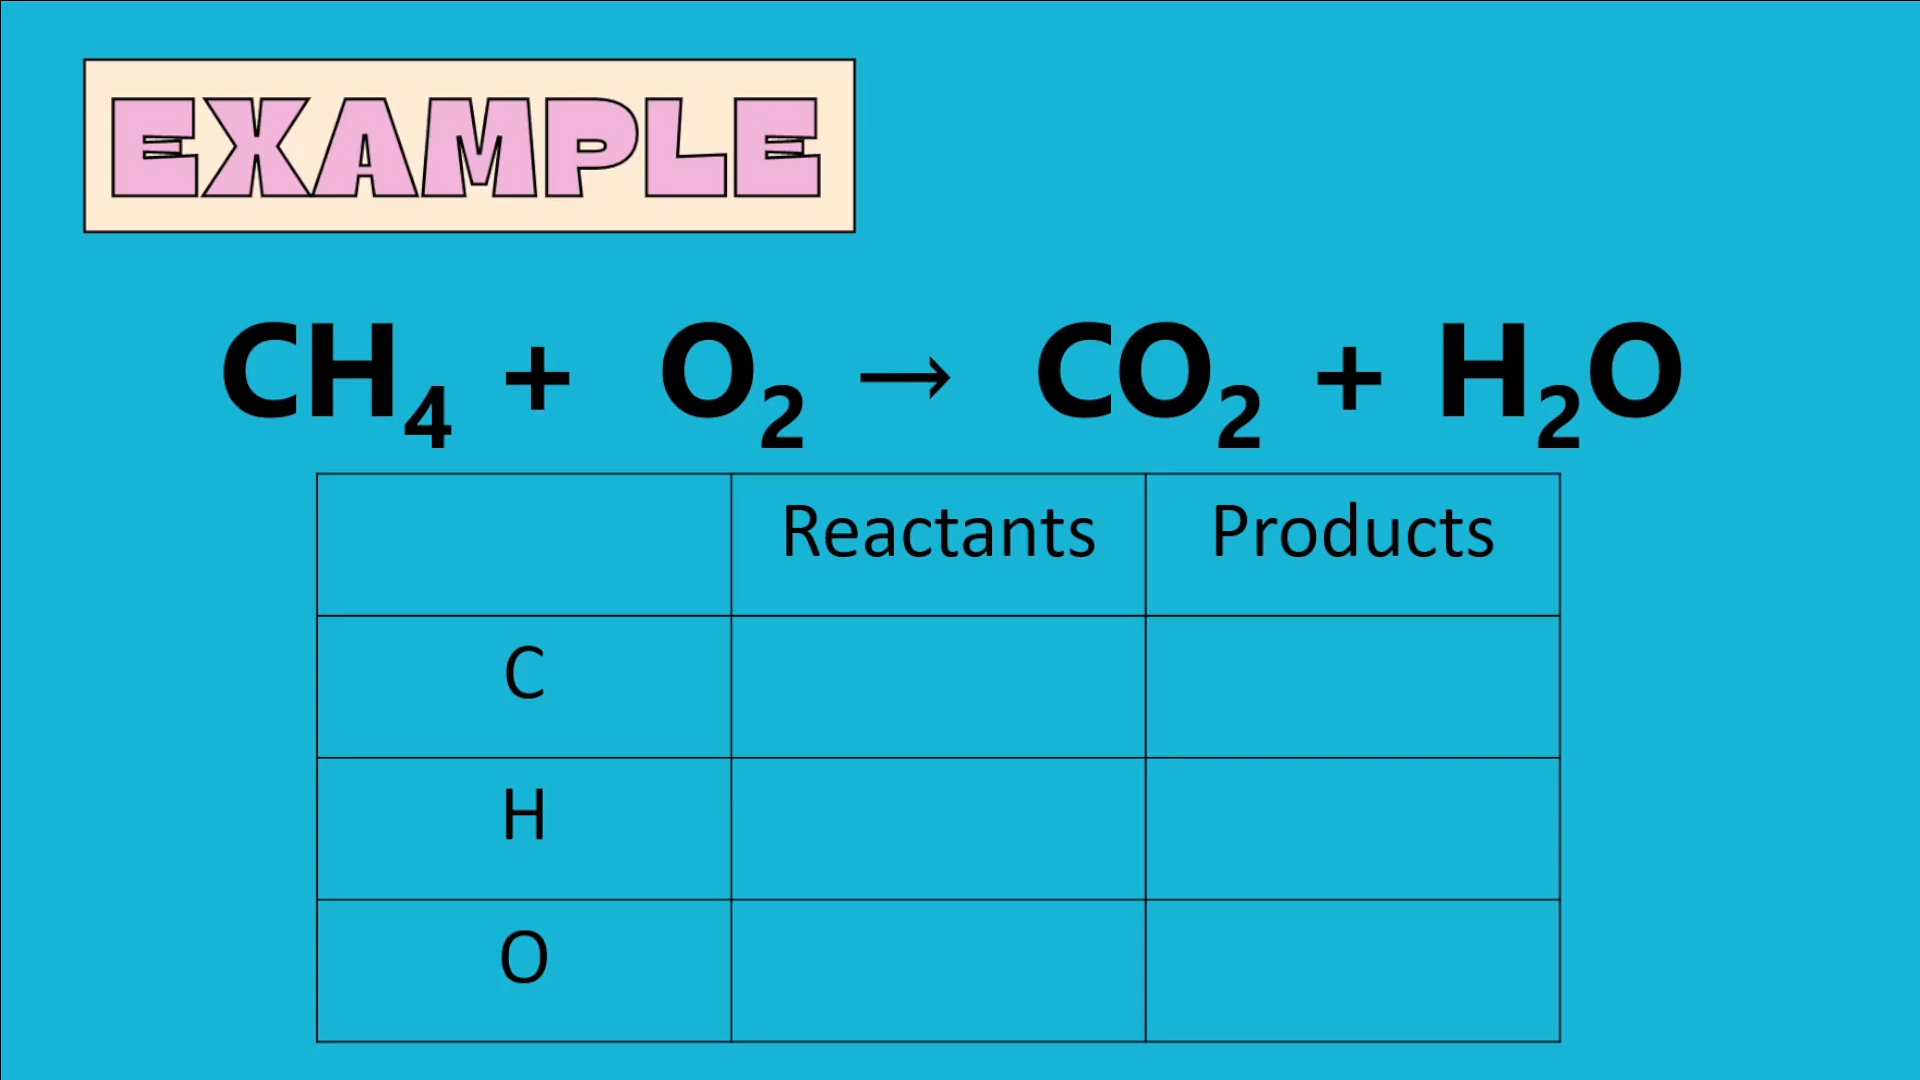 EXAMPLE
CH₄ + O₂ → CO₂ + H₂O
Reactants Products
C
H
O